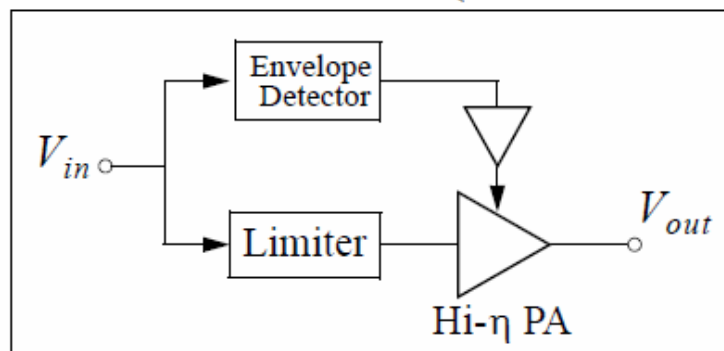 Envelope
Detector
V_in
Limiter
V_out
Hi-η PA